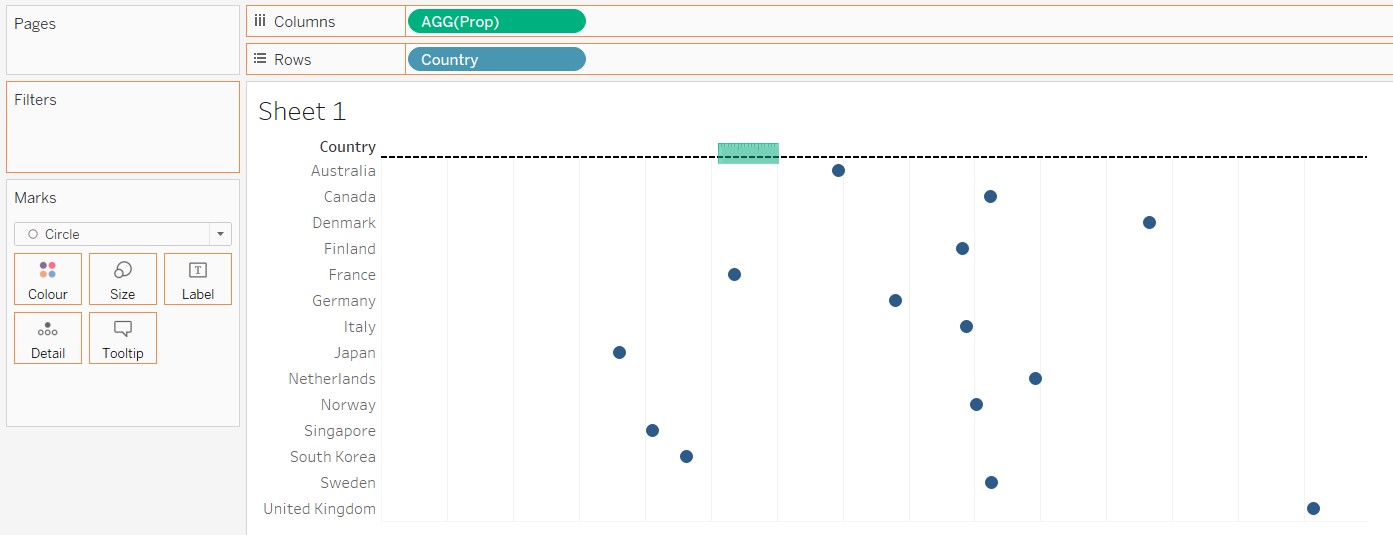 Pages
Columns
AGG(Prop)
Rows
Country
Filters
Sheet 1
Marks
Circle
Colour
Size
T
Label
Detail
Tooltip
Country
Australia
Canada
Denmark
Finland
France
Germany
Italy
Japan
Netherlands
Norway
Singapore
South Korea
Sweden
United Kingdom